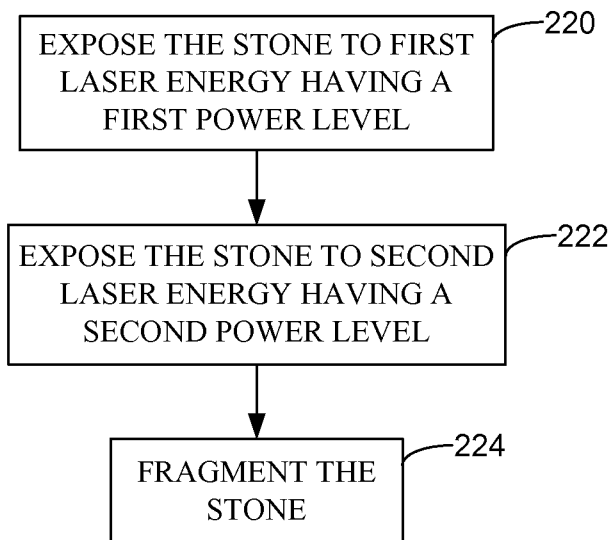 220
EXPOSE THE STONE TO FIRST
LASER ENERGY HAVING A
FIRST POWER LEVEL
222
EXPOSE THE STONE TO SECOND
LASER ENERGY HAVING A
SECOND POWER LEVEL
224
FRAGMENT THE
STONE